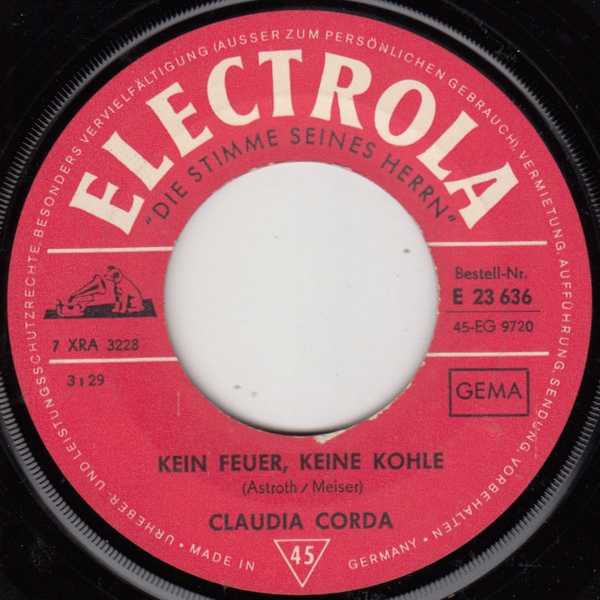 URHEBER- UND LEISTUNGSSCHUTZRECHTE, BESONDERS VERVIELFÄLTIGUNG (AUSSER ZUM PERSÖNLICHEN GEBRAUCH), VERMIETUNG, AUFFÜHRUNG, SENDUNG VORBEHALTEN
ELECTROLA
"DIE STIMME SEINES HERRN"
Bestell-Nr.
E 23 636
45-EG 9720
7 XRA 3228
3:29
GEMA
KEIN FEUER, KEINE KOHLE
(Astroth / Meiser)
CLAUDIA CORDA
• MADE IN 45 GERMANY •